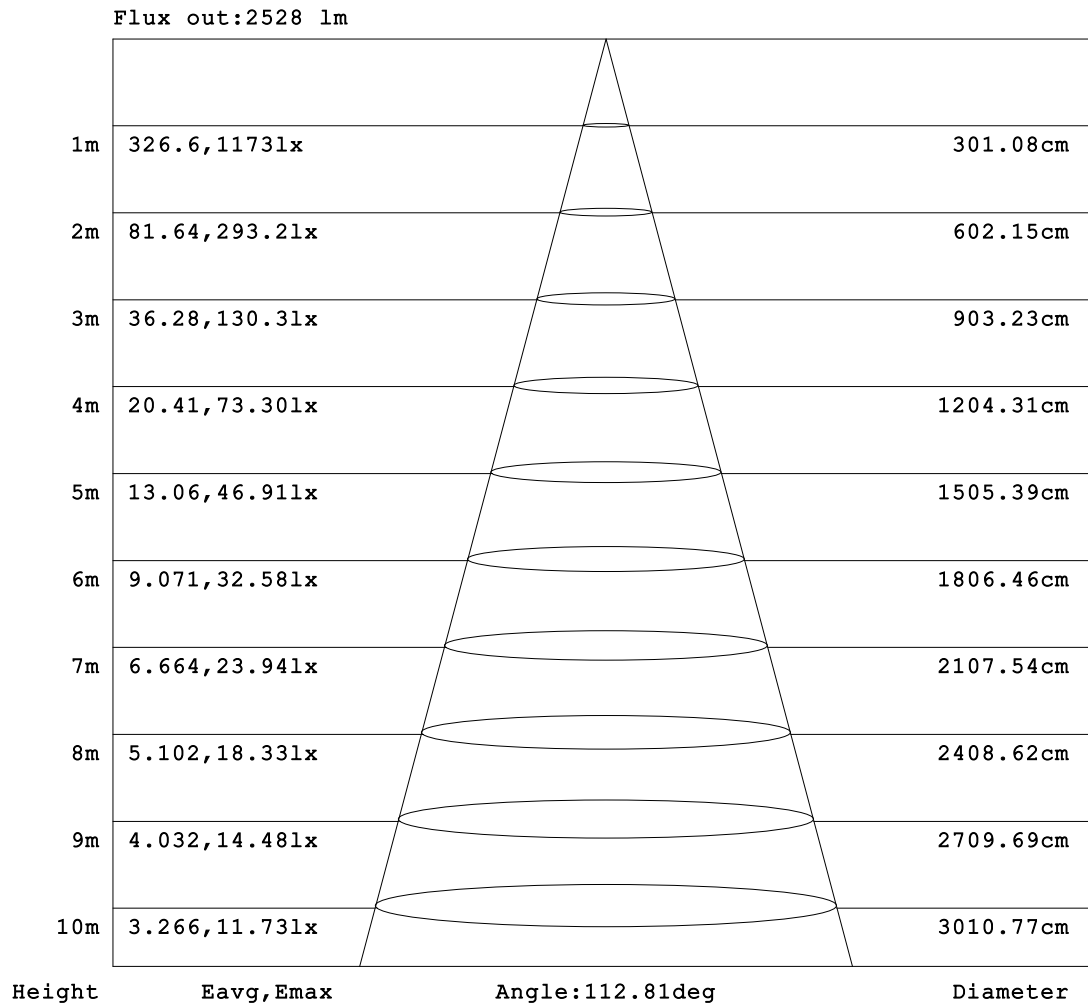 Flux out:2528 lm
1m 326.6,1173lx 301.08cm
2m 81.64,293.2lx 602.15cm
3m 36.28,130.3lx 903.23cm
4m 20.41,73.30lx 1204.31cm
5m 13.06,46.91lx 1505.39cm
6m 9.071,32.58lx 1806.46cm
7m 6.664,23.94lx 2107.54cm
8m 5.102,18.33lx 2408.62cm
9m 4.032,14.48lx 2709.69cm
10m 3.266,11.73lx 3010.77cm
Height Eavg,Emax Angle:112.81deg Diameter